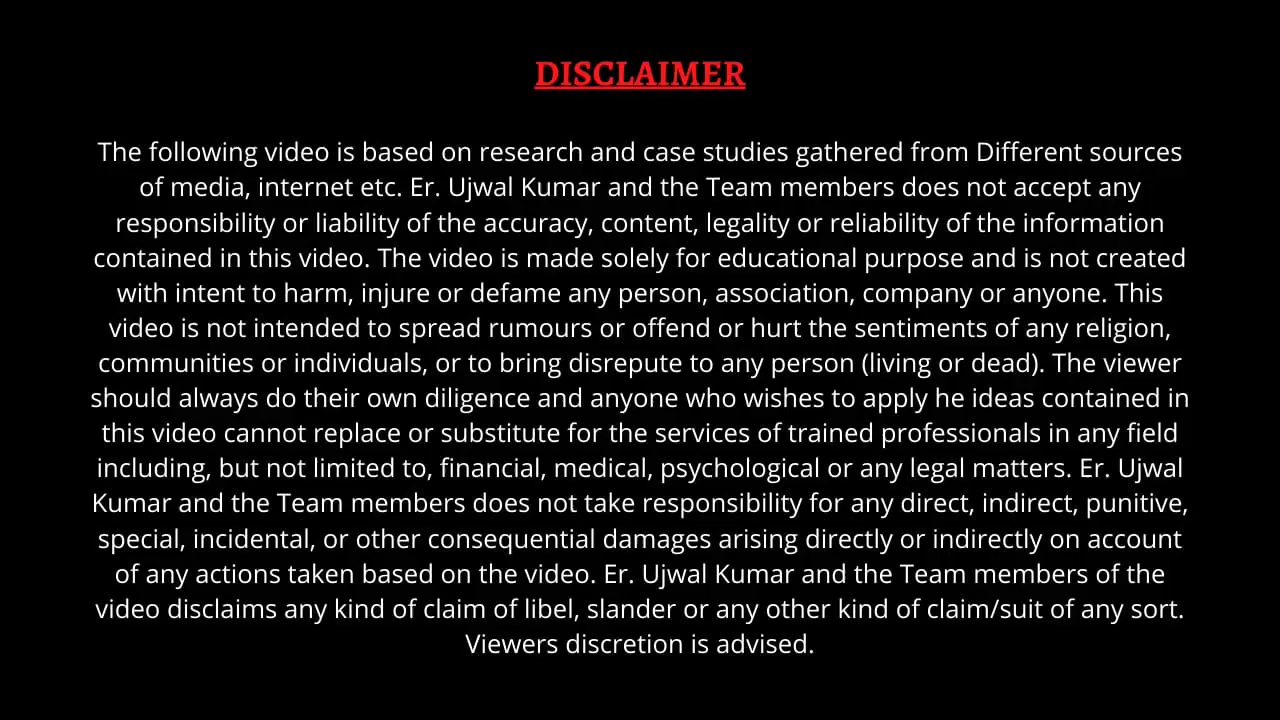 DISCLAIMER
The following video is based on research and case studies gathered from Different sources
of media, internet etc. Er. Ujwal Kumar and the Team members does not accept any
responsibility or liability of the accuracy, content, legality or reliability of the information
contained in this video. The video is made solely for educational purpose and is not created
with intent to harm, injure or defame any person, association, company or anyone. This
video is not intended to spread rumours or offend or hurt the sentiments of any religion,
communities or individuals, or to bring disrepute to any person (living or dead). The viewer
should always do their own diligence and anyone who wishes to apply he ideas contained in
this video cannot replace or substitute for the services of trained professionals in any field
including, but not limited to, financial, medical, psychological or any legal matters. Er. Ujwal
Kumar and the Team members does not take responsibility for any direct, indirect, punitive,
special, incidental, or other consequential damages arising directly or indirectly on account
of any actions taken based on the video. Er. Ujwal Kumar and the Team members of the
video disclaims any kind of claim of libel, slander or any other kind of claim/suit of any sort.
Viewers discretion is advised.